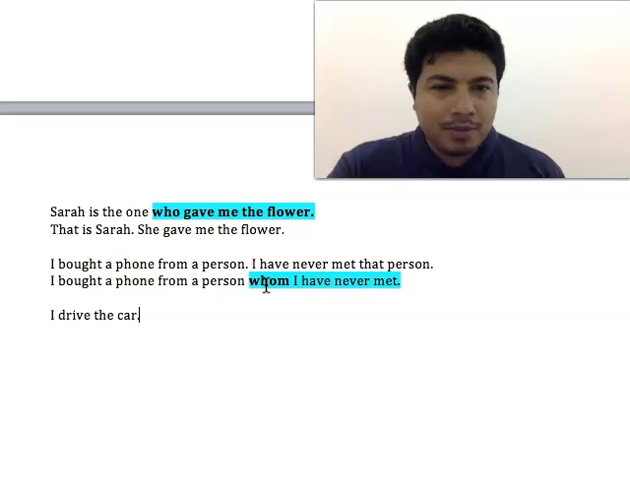 Sarah is the one who gave me the flower.
That is Sarah. She gave me the flower.
I bought a phone from a person. I have never met that person.
I bought a phone from a person whom I have never met.
I drive the car.